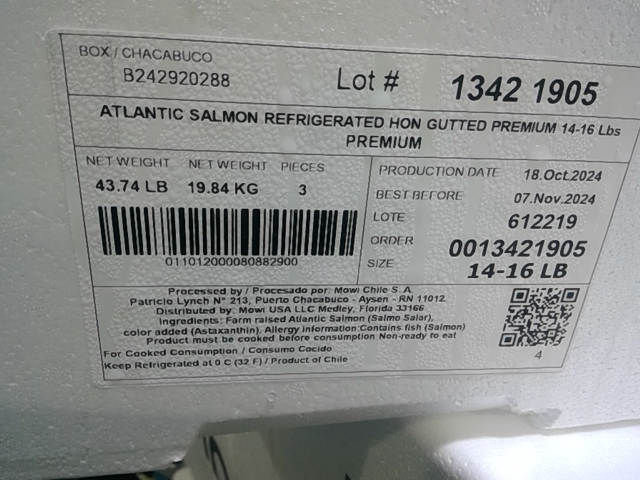 BOX / CHACABUCO
B242920288
Lot # 1342 1905
ATLANTIC SALMON REFRIGERATED HON GUTTED PREMIUM 14-16 Lbs
PREMIUM
NET WEIGHT NET WEIGHT PIECES
43.74 LB 19.84 KG 3
011012000080882900
PRODUCTION DATE 18.Oct.2024
BEST BEFORE 07.Nov.2024
LOTE 612219
ORDER 0013421905
SIZE 14-16 LB
Processed by / Procesado por: Mowi Chile S.A.
Patricio Lynch N° 213, Puerto Chacabuco - Aysen - RN 11012.
Distributed by: Mowi USA LLC Medley, Florida 33166
Ingredients: Farm raised Atlantic Salmon (Salmo Salar),
color added (Astaxanthin). Allergy Information:Contains fish (Salmon)
Product must be cooked before consumption Non-ready to eat
For Cooked Consumption / Consumo Cocido
Keep Refrigerated at 0 C (32 F) / Product of Chile
4